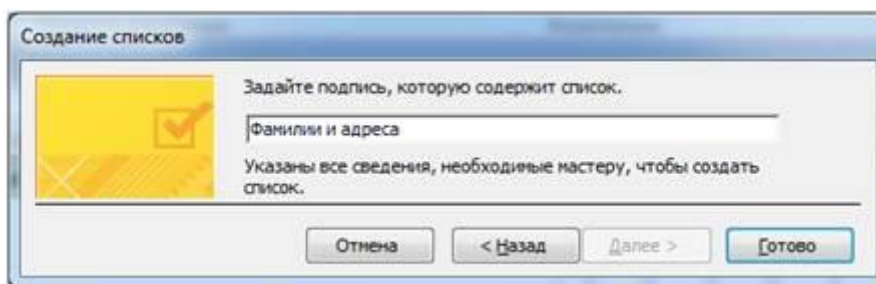 Создание списков
Задайте подпись, которую содержит список.
Фамилии и адреса
Указаны все сведения, необходимые мастеру, чтобы создать
список.
Отмена
< Назад
Далее >
Готово